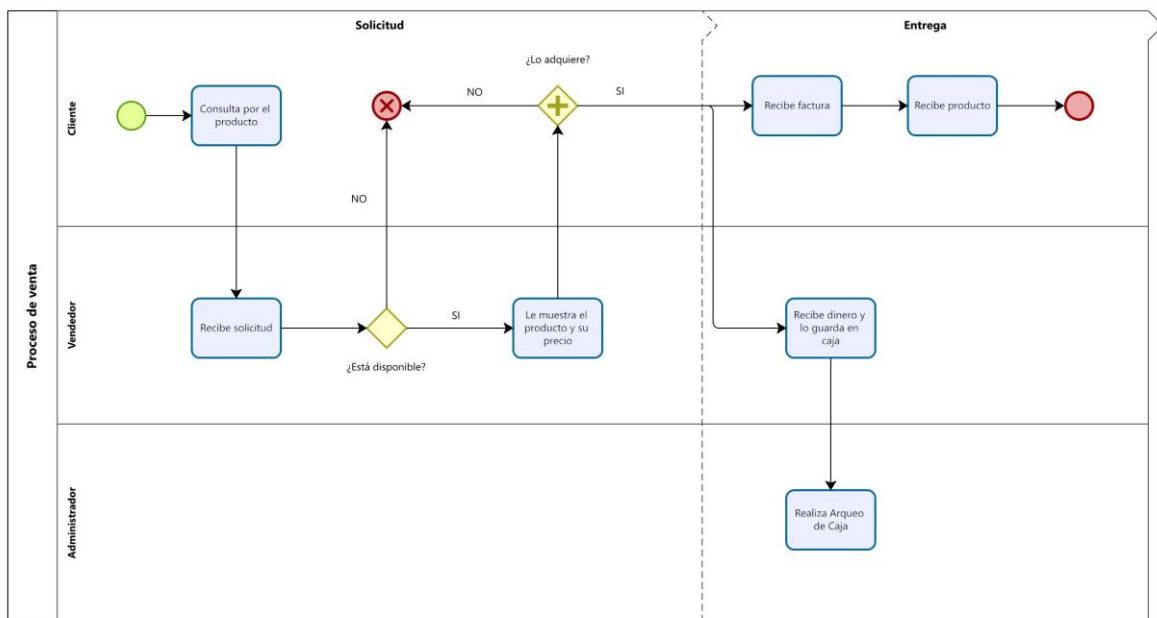 Solicitud
Entrega
Proceso de venta
Cliente
¿Lo adquiere?
Consulta por el
producto
NO
SI
Recibe factura
Recibe producto
NO
Vendedor
Recibe solicitud
¿Está disponible?
SI
Le muestra el
producto y su
precio
Recibe dinero y
lo guarda en
caja
Administrador
Realiza Arqueo
de Caja